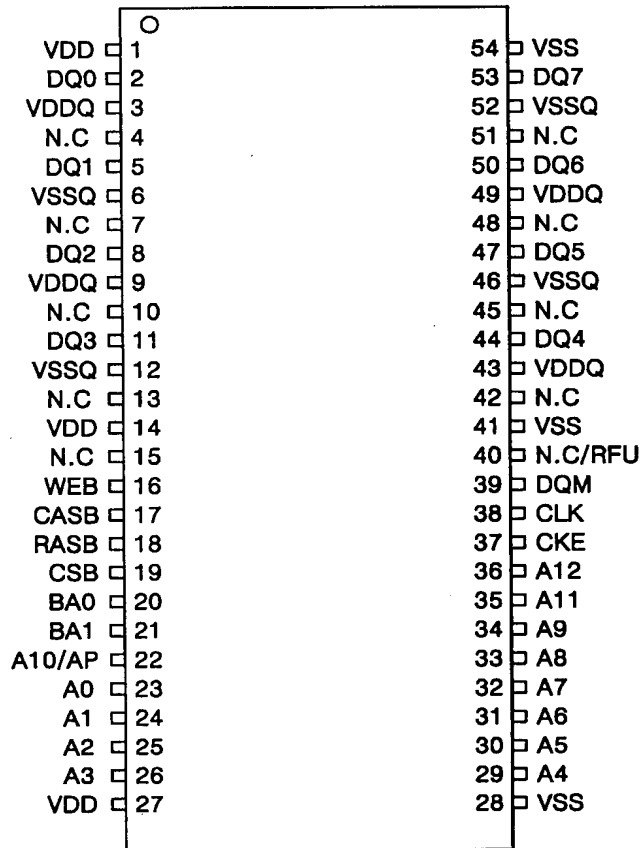 VDD 1 54 VSS
DQ0 2 53 DQ7
VDDQ 3 52 VSSQ
N.C 4 51 N.C
DQ1 5 50 DQ6
VSSQ 6 49 VDDQ
N.C 7 48 N.C
DQ2 8 47 DQ5
VDDQ 9 46 VSSQ
N.C 10 45 N.C
DQ3 11 44 DQ4
VSSQ 12 43 VDDQ
N.C 13 42 N.C
VDD 14 41 VSS
N.C 15 40 N.C/RFU
WEB 16 39 DQM
CASB 17 38 CLK
RASB 18 37 CKE
CSB 19 36 A12
BA0 20 35 A11
BA1 21 34 A9
A10/AP 22 33 A8
A0 23 32 A7
A1 24 31 A6
A2 25 30 A5
A3 26 29 A4
VDD 27 28 VSS